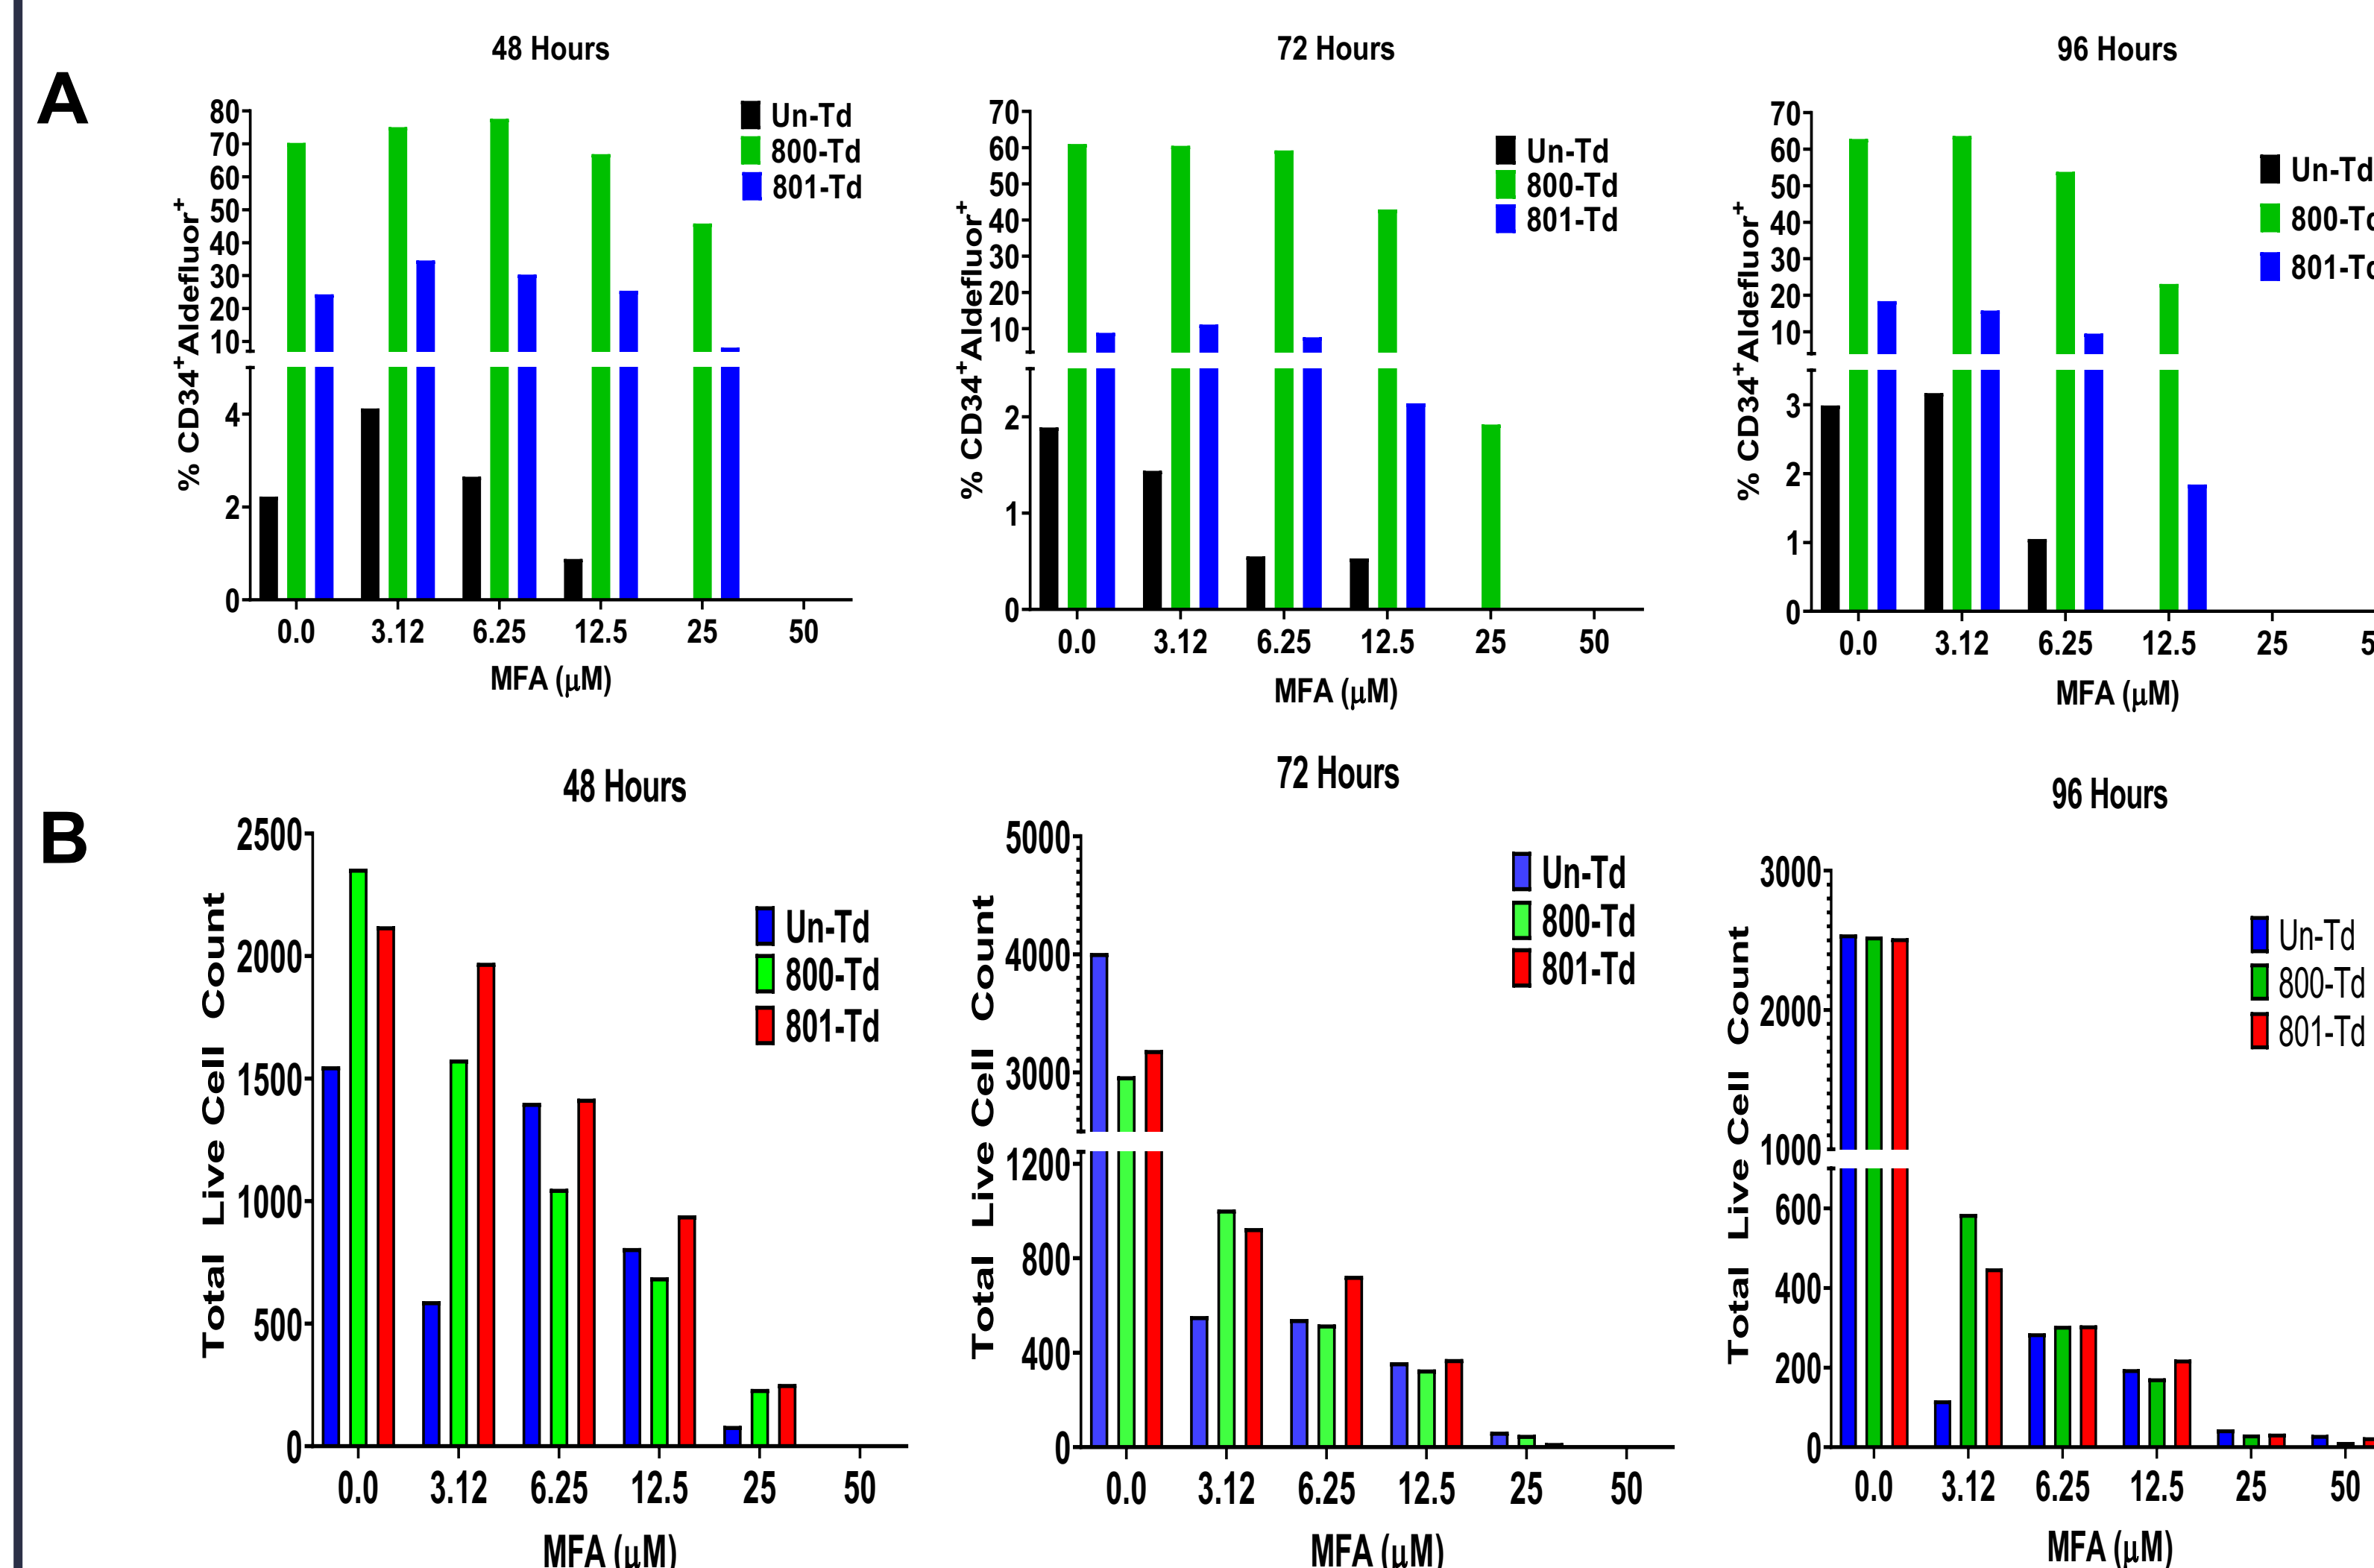 A
48 Hours
80
70
60
50
40
30
20
10
4
2
0
% CD34+Aldefluor+
Un-Td
800-Td
801-Td
0.0 3.12 6.25 12.5 25 50
MFA (μM)
72 Hours
70
60
50
40
30
20
10
2
1
0
% CD34+Aldefluor+
Un-Td
800-Td
801-Td
0.0 3.12 6.25 12.5 25 50
MFA (μM)
96 Hours
70
60
50
40
30
20
10
3
2
1
0
% CD34+Aldefluor+
Un-Td
800-Td
801-Td
0.0 3.12 6.25 12.5 25 5
MFA (μM)
B
48 Hours
2500
2000
1500
1000
500
0
Total Live Cell Count
Un-Td
800-Td
801-Td
0.0 3.12 6.25 12.5 25 50
MFA (μM)
72 Hours
5000
4000
3000
1200
800
400
0
Total Live Cell Count
Un-Td
800-Td
801-Td
0.0 3.12 6.25 12.5 25 50
MFA (μM)
96 Hours
3000
2000
1000
600
400
200
0
Total Live Cell Count
Un-Td
800-Td
801-Td
0.0 3.12 6.25 12.5 25 50
MFA (μM)